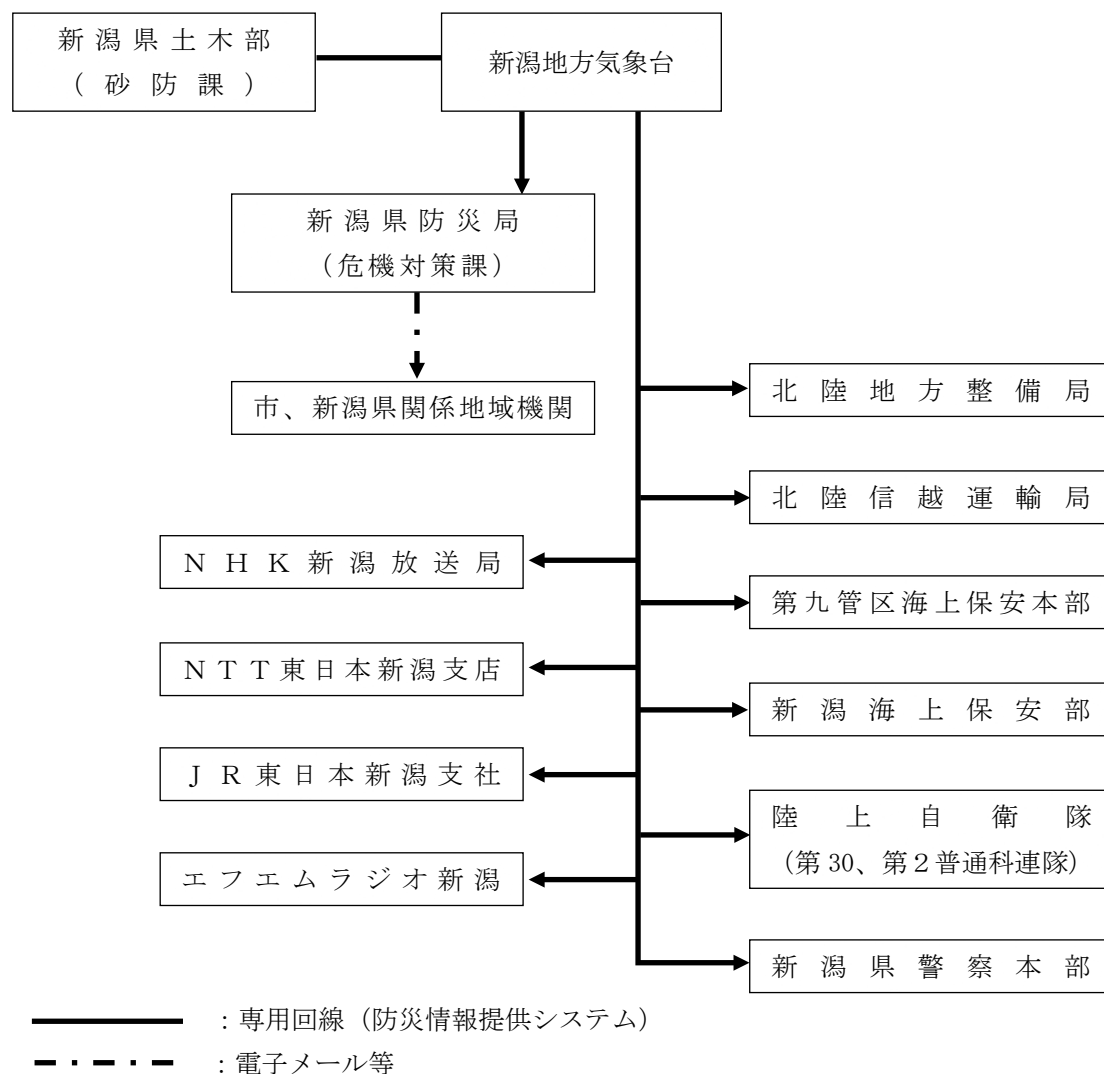 新潟県土木部
（砂防課）
新潟地方気象台
新潟県防災局
（危機対策課）
市、新潟県関係地域機関
北陸地方整備局
北陸信越運輸局
ＮＨＫ新潟放送局
第九管区海上保安本部
ＮＴＴ東日本新潟支店
新潟海上保安部
ＪＲ東日本新潟支社
陸上自衛隊
（第30、第２普通科連隊）
エフエムラジオ新潟
新潟県警察本部
：専用回線（防災情報提供システム）
：電子メール等